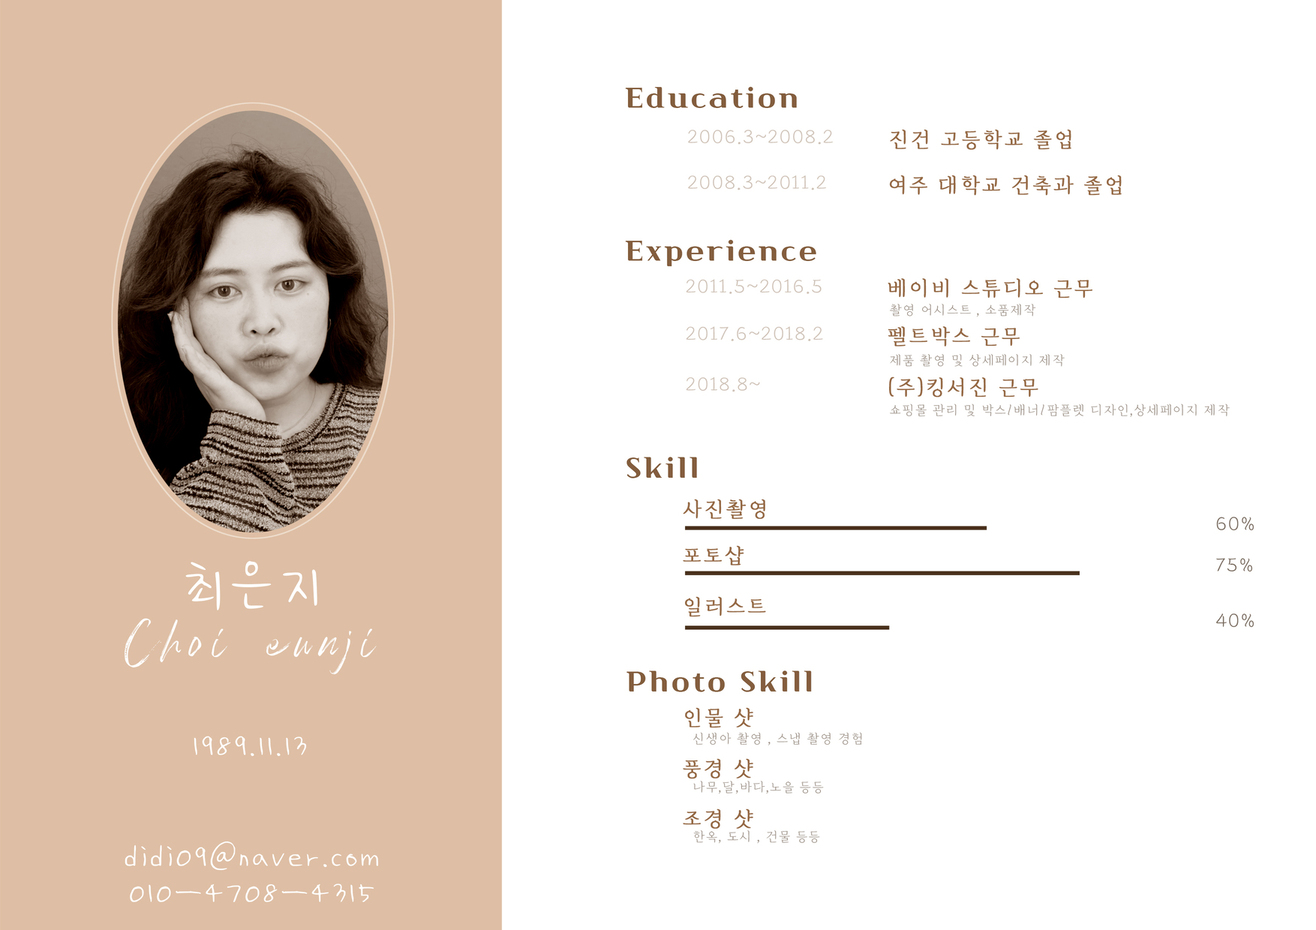 최은지
Choi eunji
1989.11.13
didi09@naver.com
010-4708-4315
Education
2006.3~2008.2 진건 고등학교 졸업
2008.3~2011.2 여주 대학교 건축과 졸업
Experience
2011.5~2016.5 베이비 스튜디오 근무
촬영 어시스트 , 소품제작
2017.6~2018.2 펠트박스 근무
제품 촬영 및 상세페이지 제작
2018.8~ (주)킹서진 근무
쇼핑몰 관리 및 박스/배너/팜플렛 디자인,상세페이지 제작
Skill
사진촬영 60%
포토샵 75%
일러스트 40%
Photo Skill
인물 샷
신생아 촬영 , 스냅 촬영 경험
풍경 샷
나무,달,바다,노을 등등
조경 샷
한옥, 도시 , 건물 등등